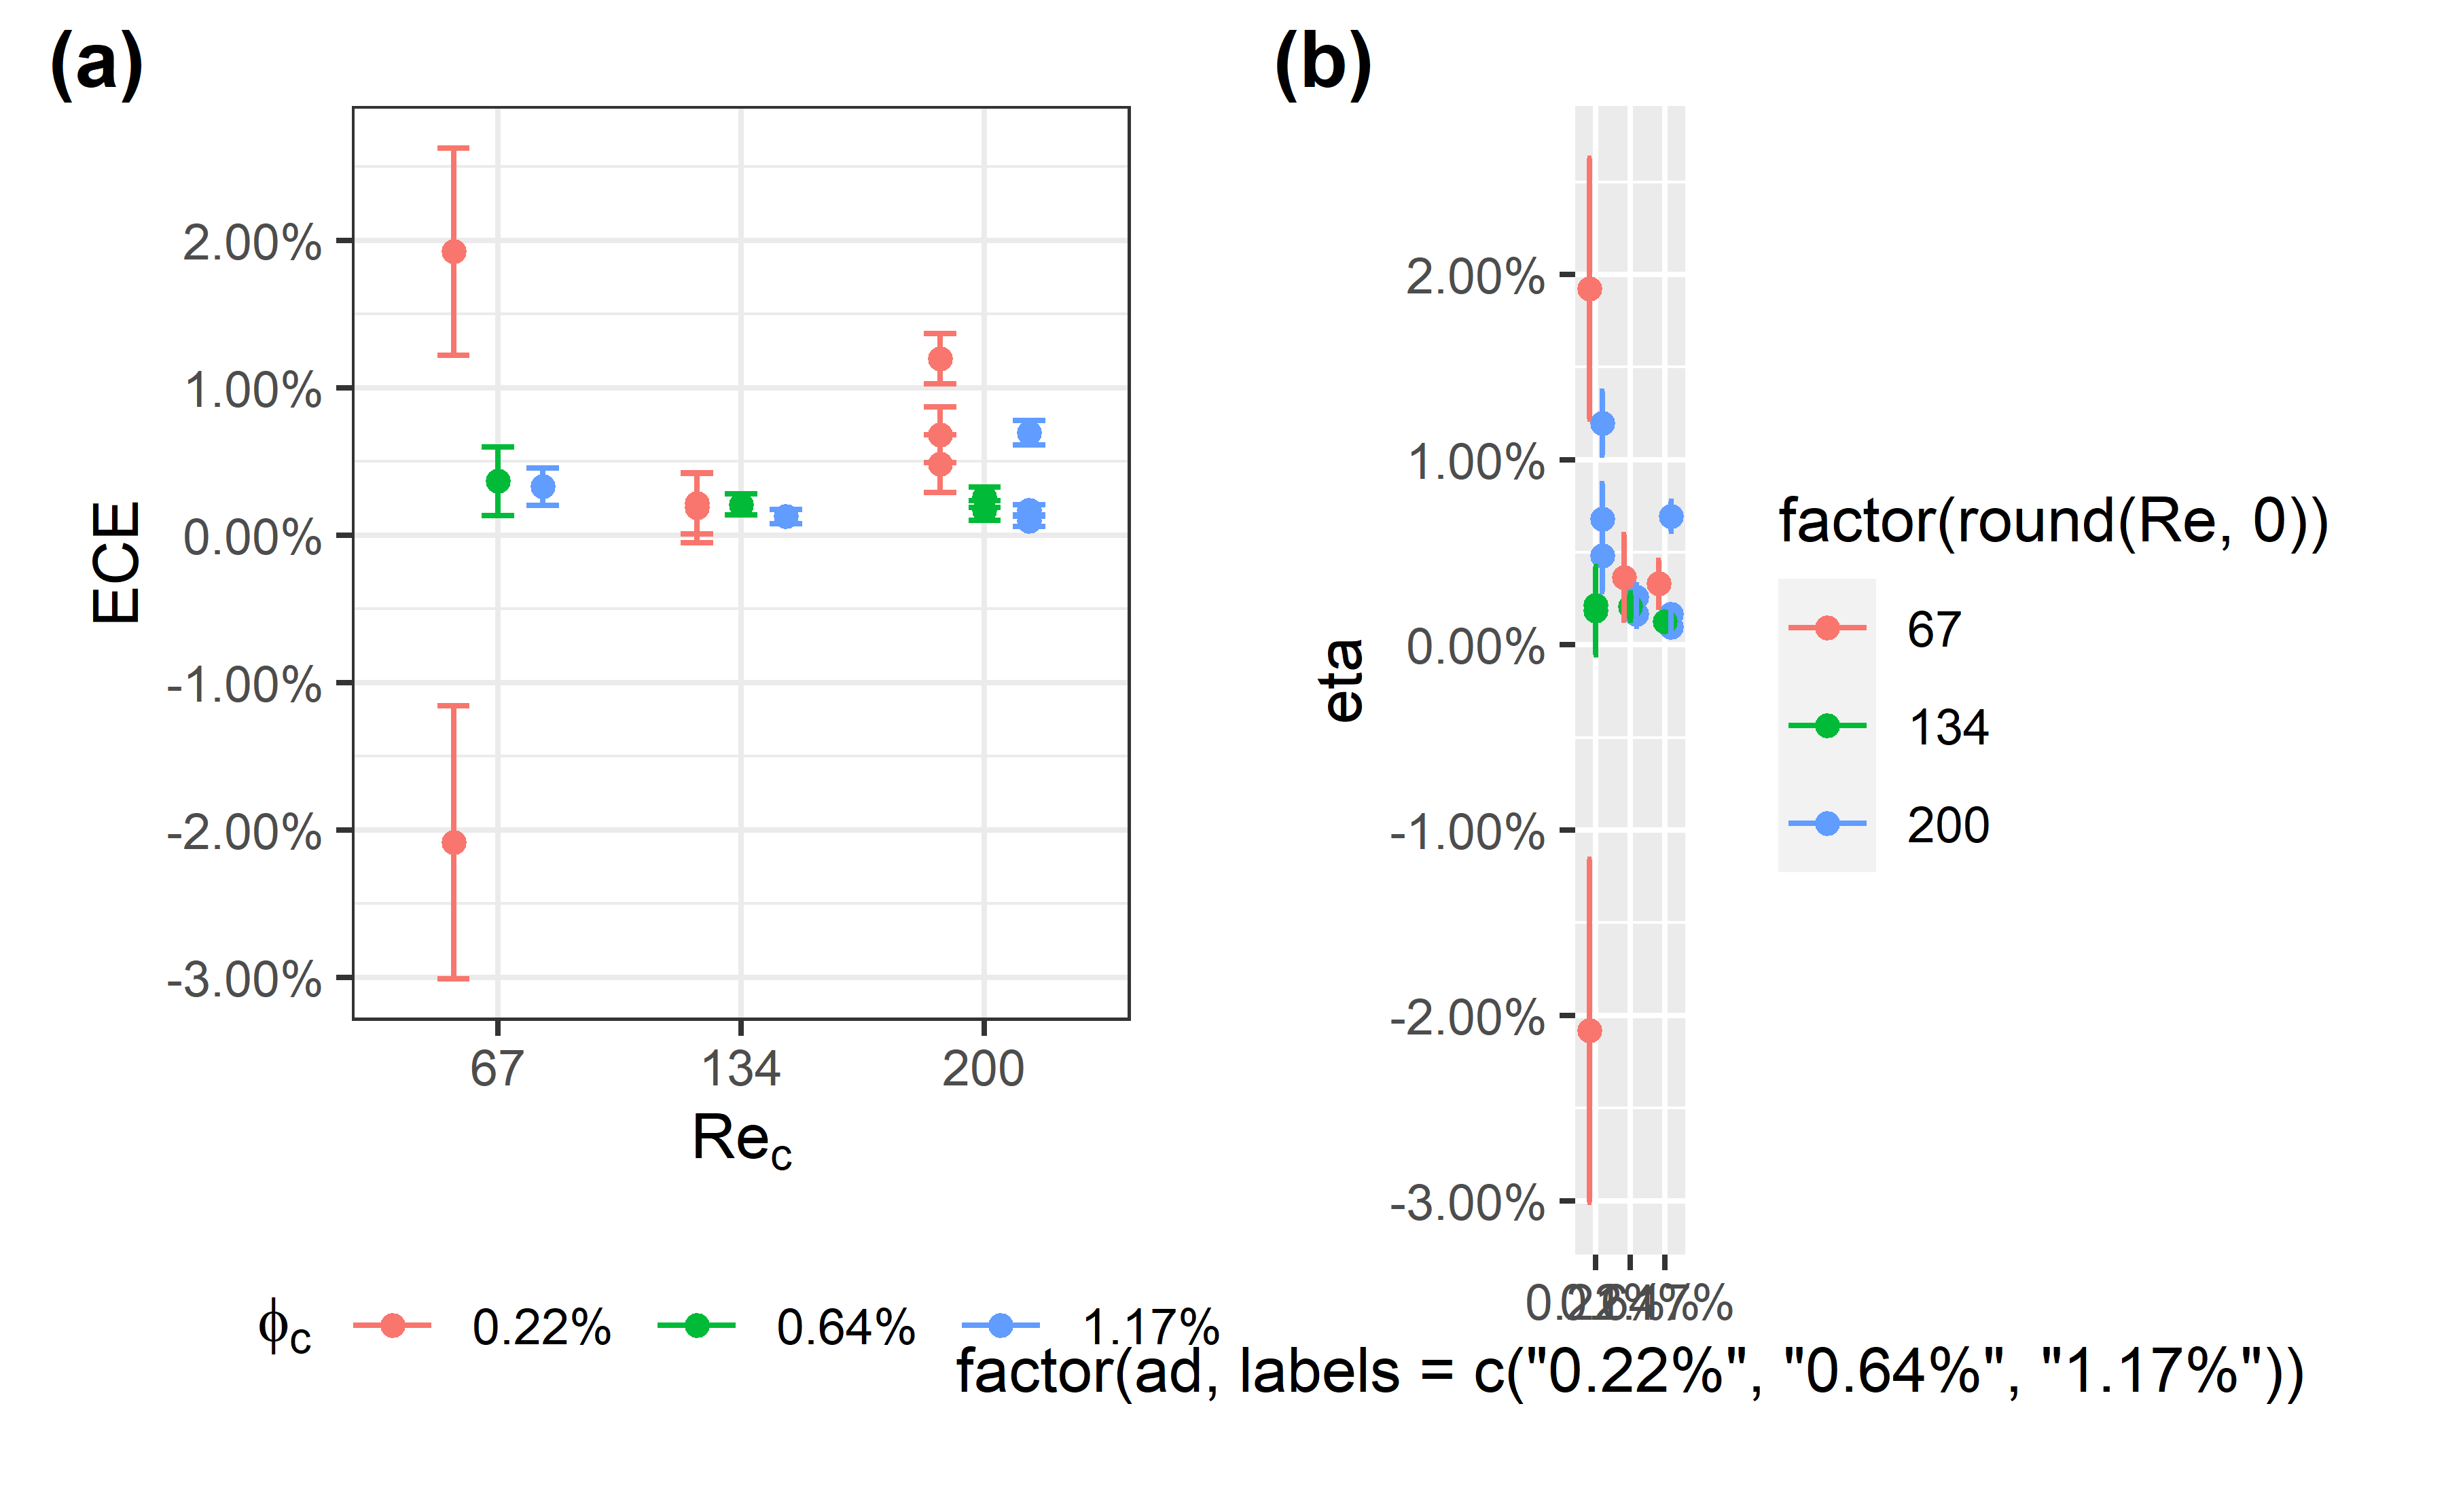 (a)
ECE
2.00%
1.00%
0.00%
-1.00%
-2.00%
-3.00%
67 134 200
Re_c
ϕ_c 0.22% 0.64% 1.17%
(b)
eta
2.00%
1.00%
0.00%
-1.00%
-2.00%
-3.00%
factor(ad, labels = c("0.22%", "0.64%", "1.17%"))
factor(round(Re, 0))
67
134
200